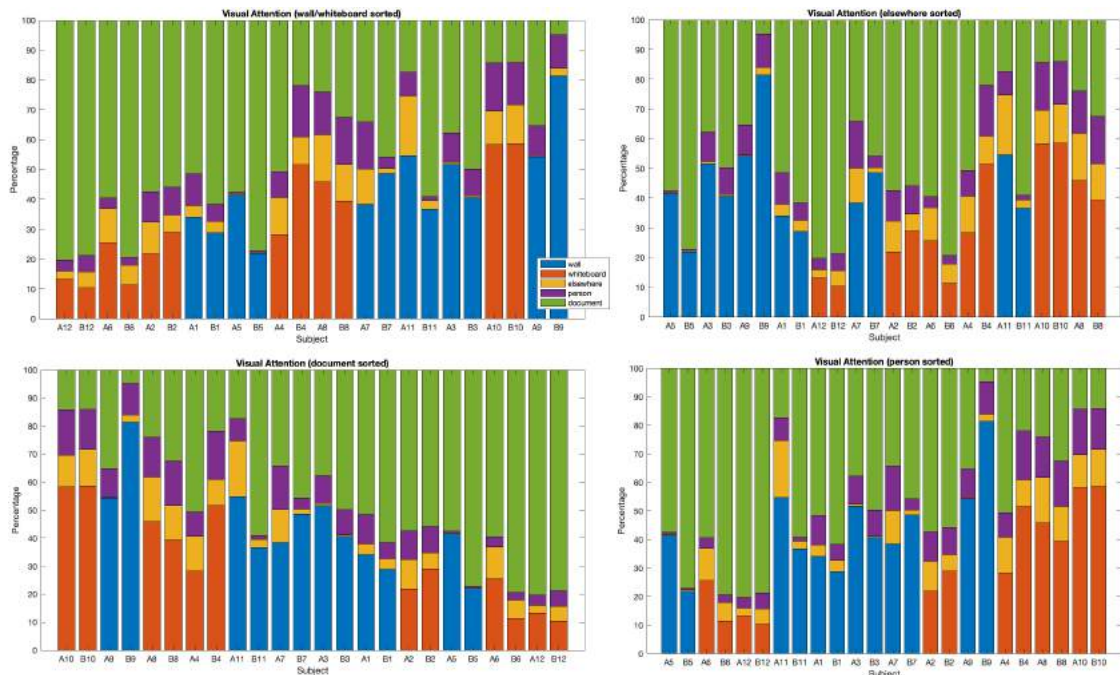 Visual Attention (wall/whiteboard sorted)
100
90
80
70
60
50
40
30
20
10
0
Percentage
wall
whiteboard
elsewhere
person
document
A12 B12 A6 B6 A2 B2 A1 B1 A5 B5 A4 B4 A8 B8 A7 B7 A11 B11 A3 B3 A10 B10 A9 B9
Subject
Visual Attention (elsewhere sorted)
100
90
80
70
60
50
40
30
20
10
0
Percentage
A5 B5 A3 B3 A9 B9 A1 B1 A12 B12 A7 B7 A2 B2 A6 B6 A4 B4 A11 B11 A10 B10 A8 B8
Subject
Visual Attention (document sorted)
100
90
80
70
60
50
40
30
20
10
0
Percentage
A10 B10 A9 B9 A8 B8 A4 B4 A11 B11 A7 B7 A3 B3 A1 B1 A2 B2 A5 B5 A6 B6 A12 B12
Subject
Visual Attention (person sorted)
100
90
80
70
60
50
40
30
20
10
0
Percentage
A5 B5 A6 B6 A12 B12 A11 B11 A1 B1 A3 B3 A7 B7 A2 B2 A9 B9 A4 B4 A8 B8 A10 B10
Subject